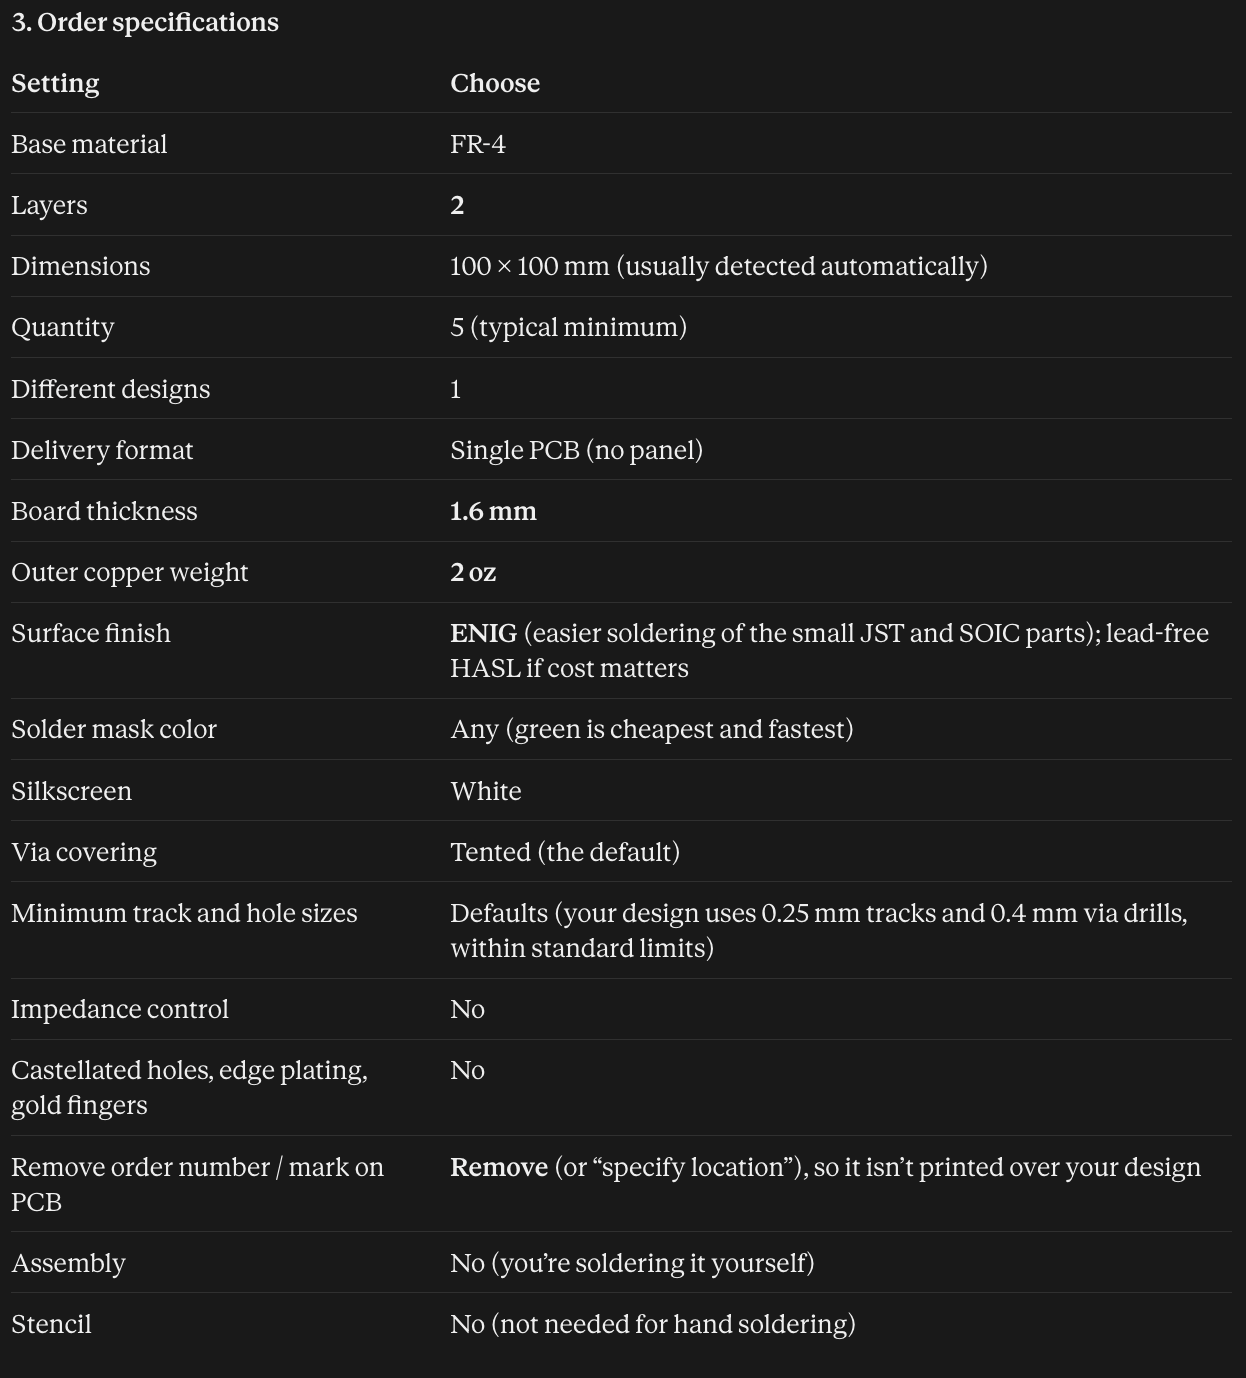 3. Order specifications
Setting Choose
Base material FR-4
Layers 2
Dimensions 100 × 100 mm (usually detected automatically)
Quantity 5 (typical minimum)
Different designs 1
Delivery format Single PCB (no panel)
Board thickness 1.6 mm
Outer copper weight 2 oz
Surface finish ENIG (easier soldering of the small JST and SOIC parts); lead-free
HASL if cost matters
Solder mask color Any (green is cheapest and fastest)
Silkscreen White
Via covering Tented (the default)
Minimum track and hole sizes Defaults (your design uses 0.25 mm tracks and 0.4 mm via drills,
within standard limits)
Impedance control No
Castellated holes, edge plating, No
gold fingers
Remove order number / mark on Remove (or “specify location”), so it isn’t printed over your design
PCB
Assembly No (you’re soldering it yourself)
Stencil No (not needed for hand soldering)